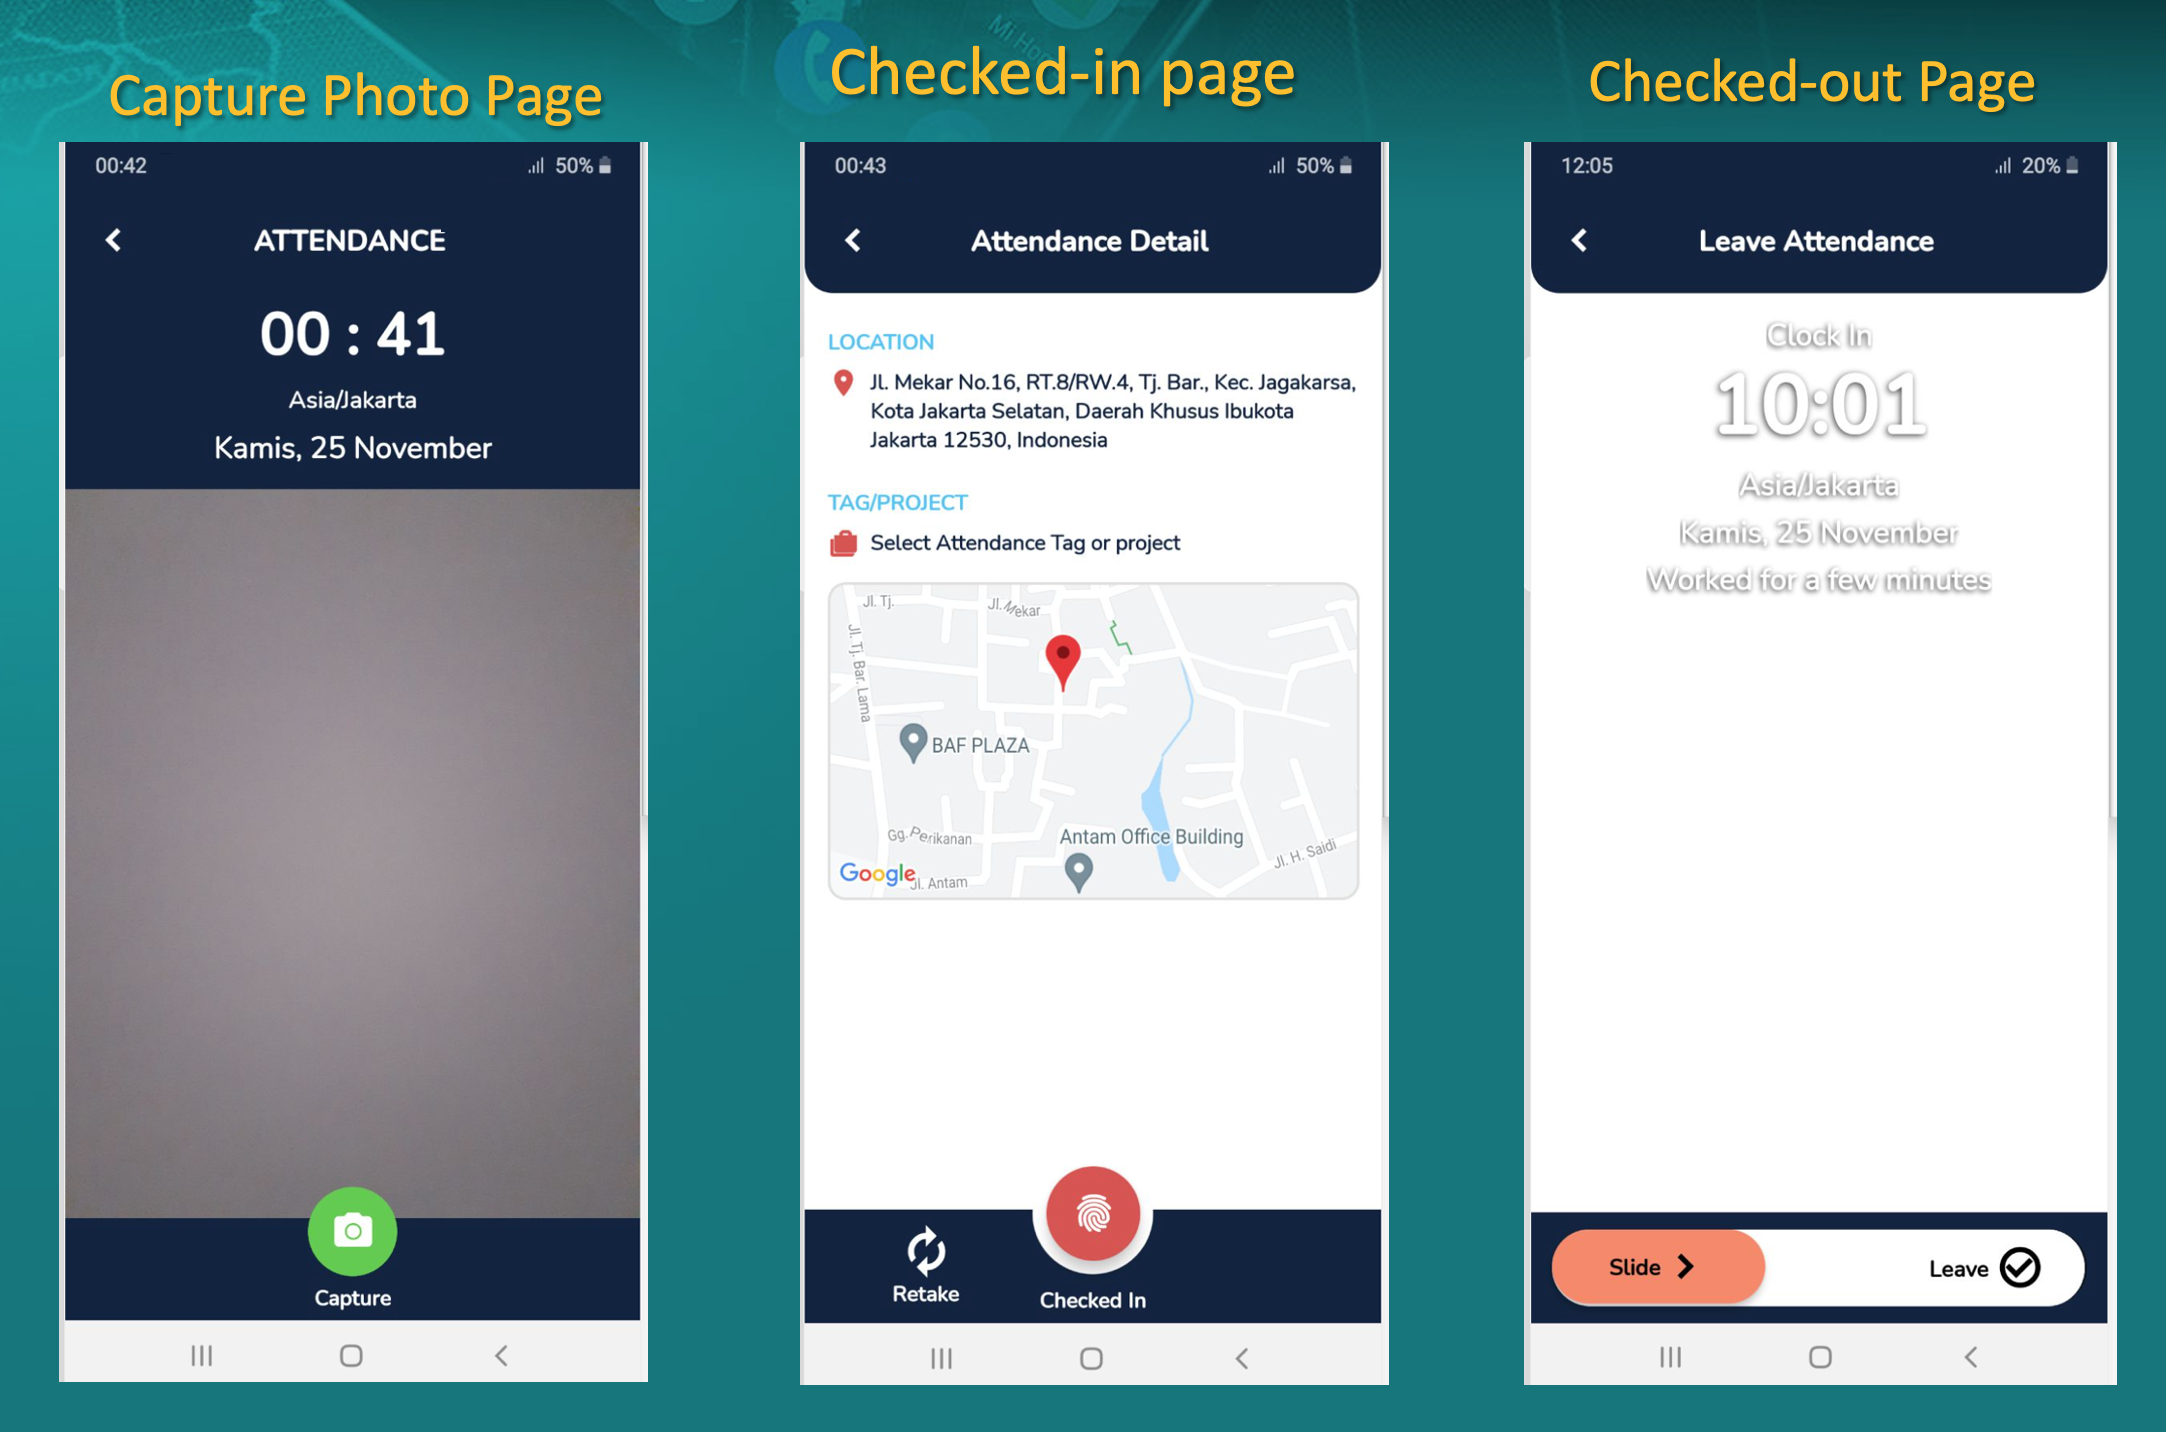 Capture Photo Page
00:42
50%
ATTENDANCE
00 : 41
Asia/Jakarta
Kamis, 25 November
Capture
Mi Ho
Checked-in page
00:43
50%
Attendance Detail
LOCATION
Jl. Mekar No.16, RT.8/RW.4, Tj. Bar., Kec. Jagakarsa,
Kota Jakarta Selatan, Daerah Khusus Ibukota
Jakarta 12530, Indonesia
TAG/PROJECT
Select Attendance Tag or project
Jl. Tj.
Jl. Mekar
Jl. Tj. Bar. Lama
BAF PLAZA
Gg. Perikanan
Antam Office Building
Jl. H. Saidi
Google
Jl. Antam
Retake
Checked In
Checked-out Page
12:05
20%
Leave Attendance
Clock In
10:01
Asia/Jakarta
Kamis, 25 November
Worked for a few minutes
Slide
Leave